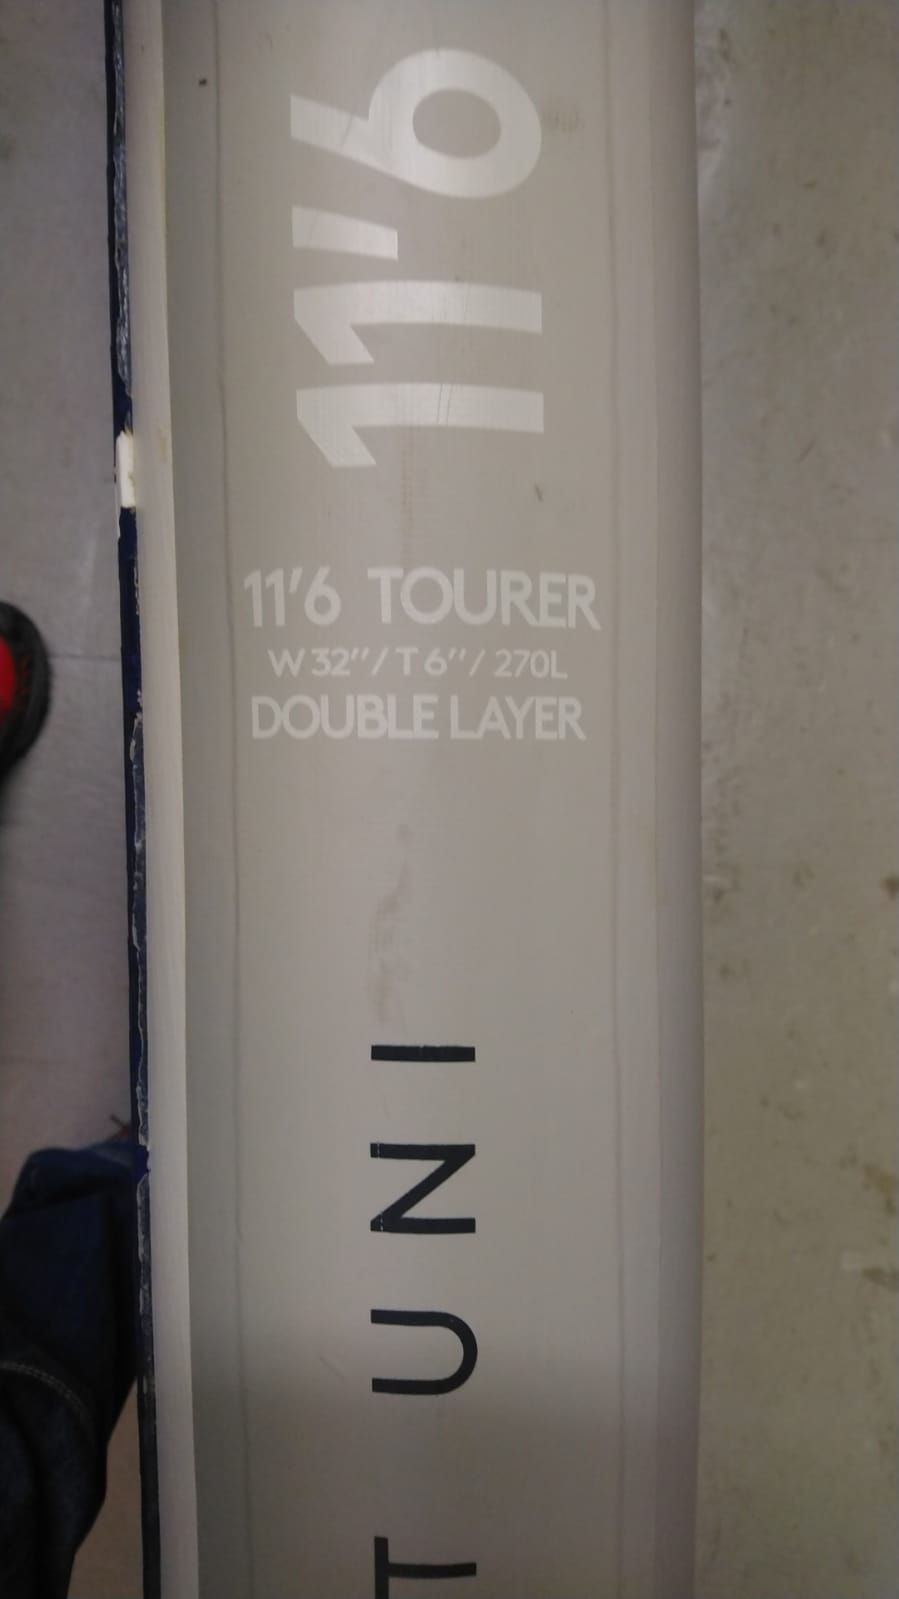 11'6
11'6 TOURER
W 32"/ T 6"/ 270L
DOUBLE LAYER
TUNI